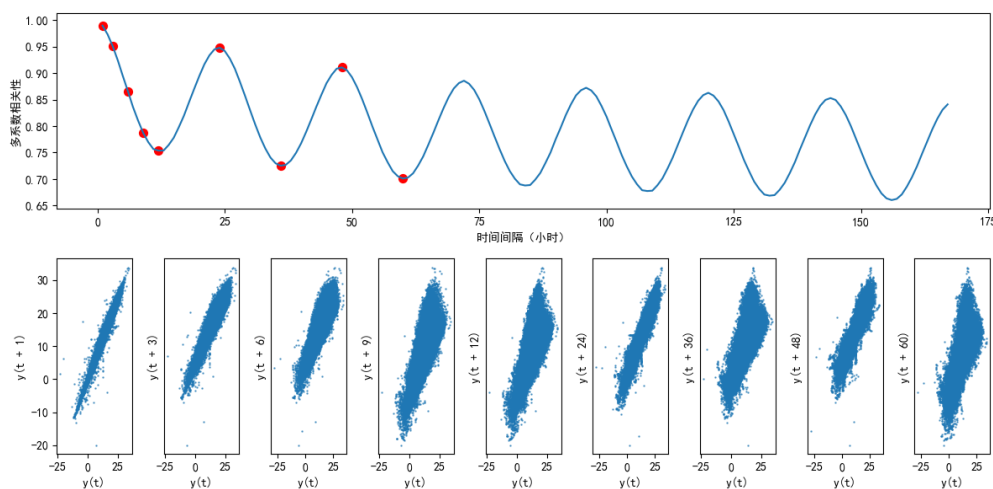 1.00
0.95
0.90
0.85
0.80
0.75
0.70
0.65
多系数相关性
0 25 50 75 100 125 150 175
时间间隔（小时）
30
20
10
0
−10
−20
y(t + 1)
y(t + 3)
y(t + 6)
y(t + 9)
y(t + 12)
y(t + 24)
y(t + 36)
y(t + 48)
y(t + 60)
−25 0 25 −25 0 25 −25 0 25 −25 0 25 −25 0 25 −25 0 25 −25 0 25 −25 0 25 −25 0 25
y(t) y(t) y(t) y(t) y(t) y(t) y(t) y(t) y(t)